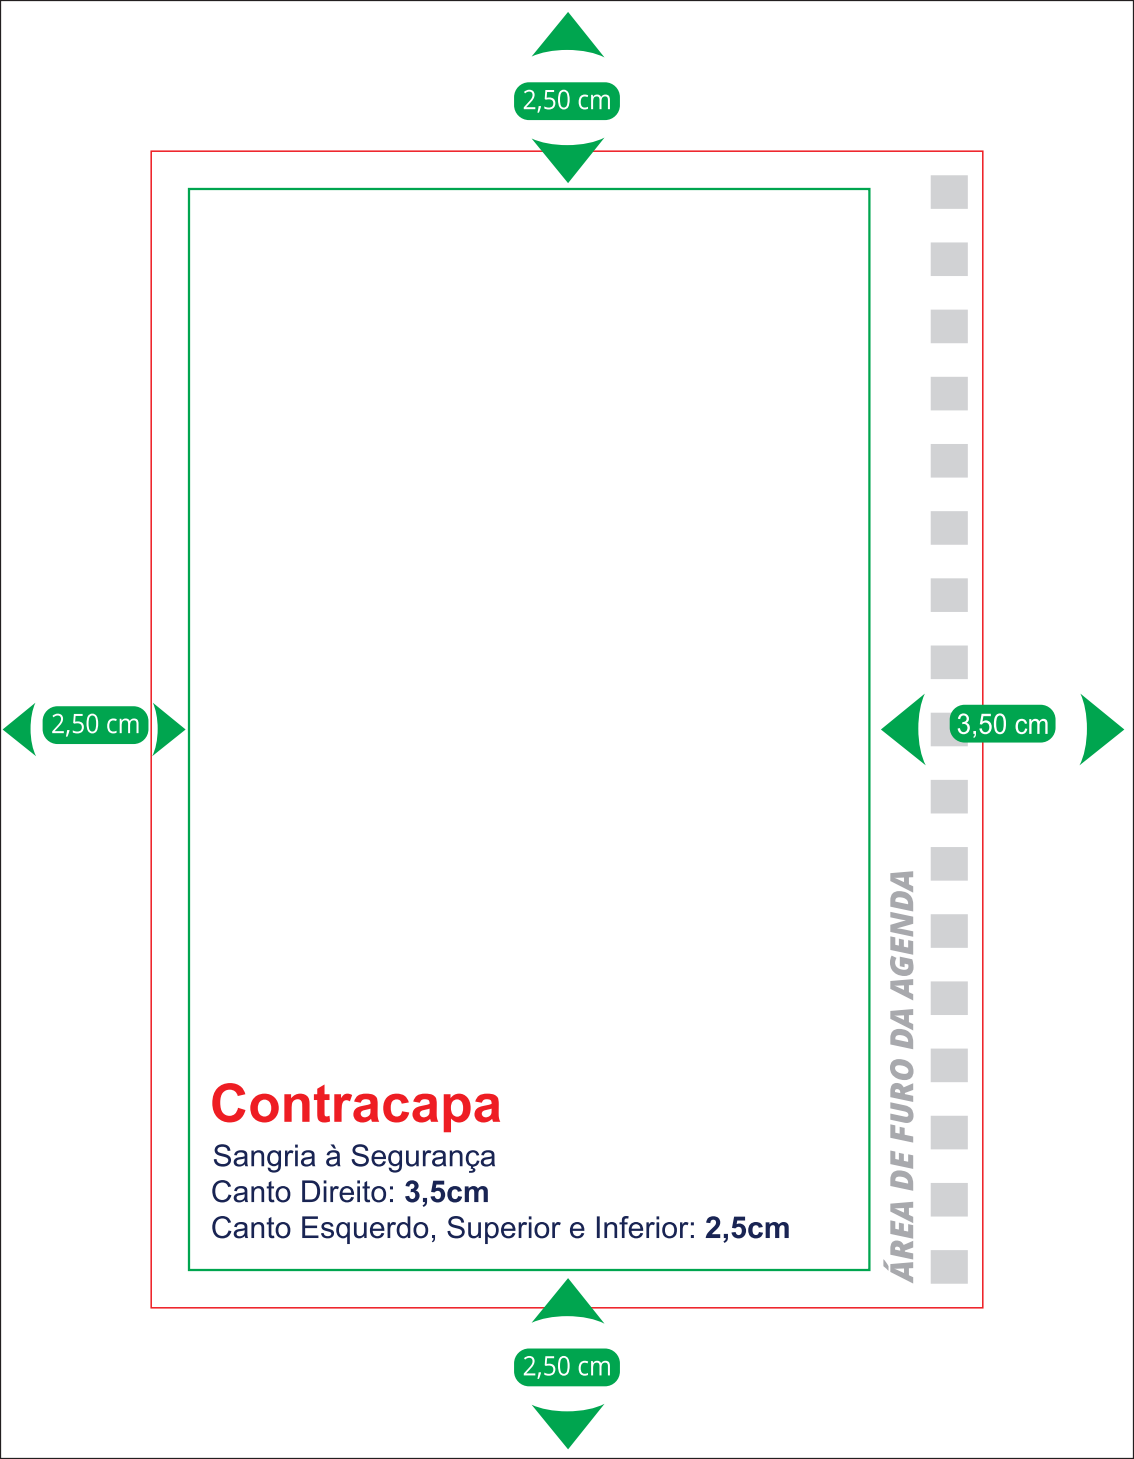 2,50 cm
2,50 cm
3,50 cm
ÁREA DE FURO DA AGENDA
Contracapa
Sangria à Segurança
Canto Direito: 3,5cm
Canto Esquerdo, Superior e Inferior: 2,5cm
2,50 cm